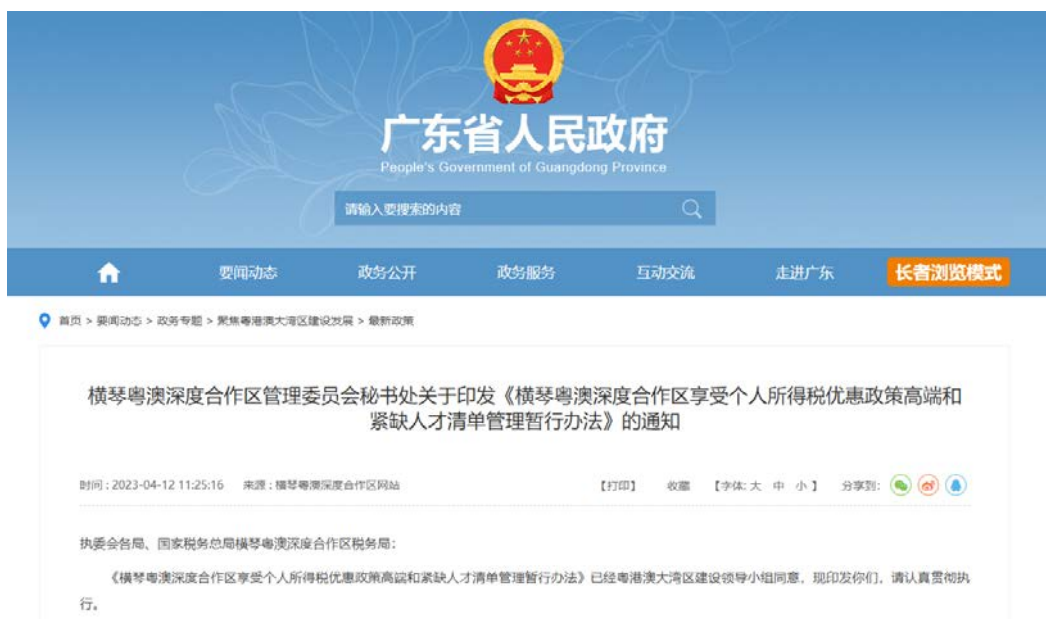 广东省人民政府
People's Government of Guangdong Province
请输入要搜索的内容
要闻动态 政务公开 政务服务 互动交流 走进广东 长者浏览模式
首页 > 要闻动态 > 政务专题 > 聚焦粤港澳大湾区建设发展 > 最新政策
横琴粤澳深度合作区管理委员会秘书处关于印发《横琴粤澳深度合作区享受个人所得税优惠政策高端和
紧缺人才清单管理暂行办法》的通知
时间：2023-04-12 11:25:16 来源：横琴粤澳深度合作区网站 【打印】 收藏 【字体: 大 中 小 】 分享到:
执委会各局、国家税务总局横琴粤澳深度合作区税务局：
《横琴粤澳深度合作区享受个人所得税优惠政策高端和紧缺人才清单管理暂行办法》已经粤港澳大湾区建设领导小组同意，现印发你们，请认真贯彻执
行。